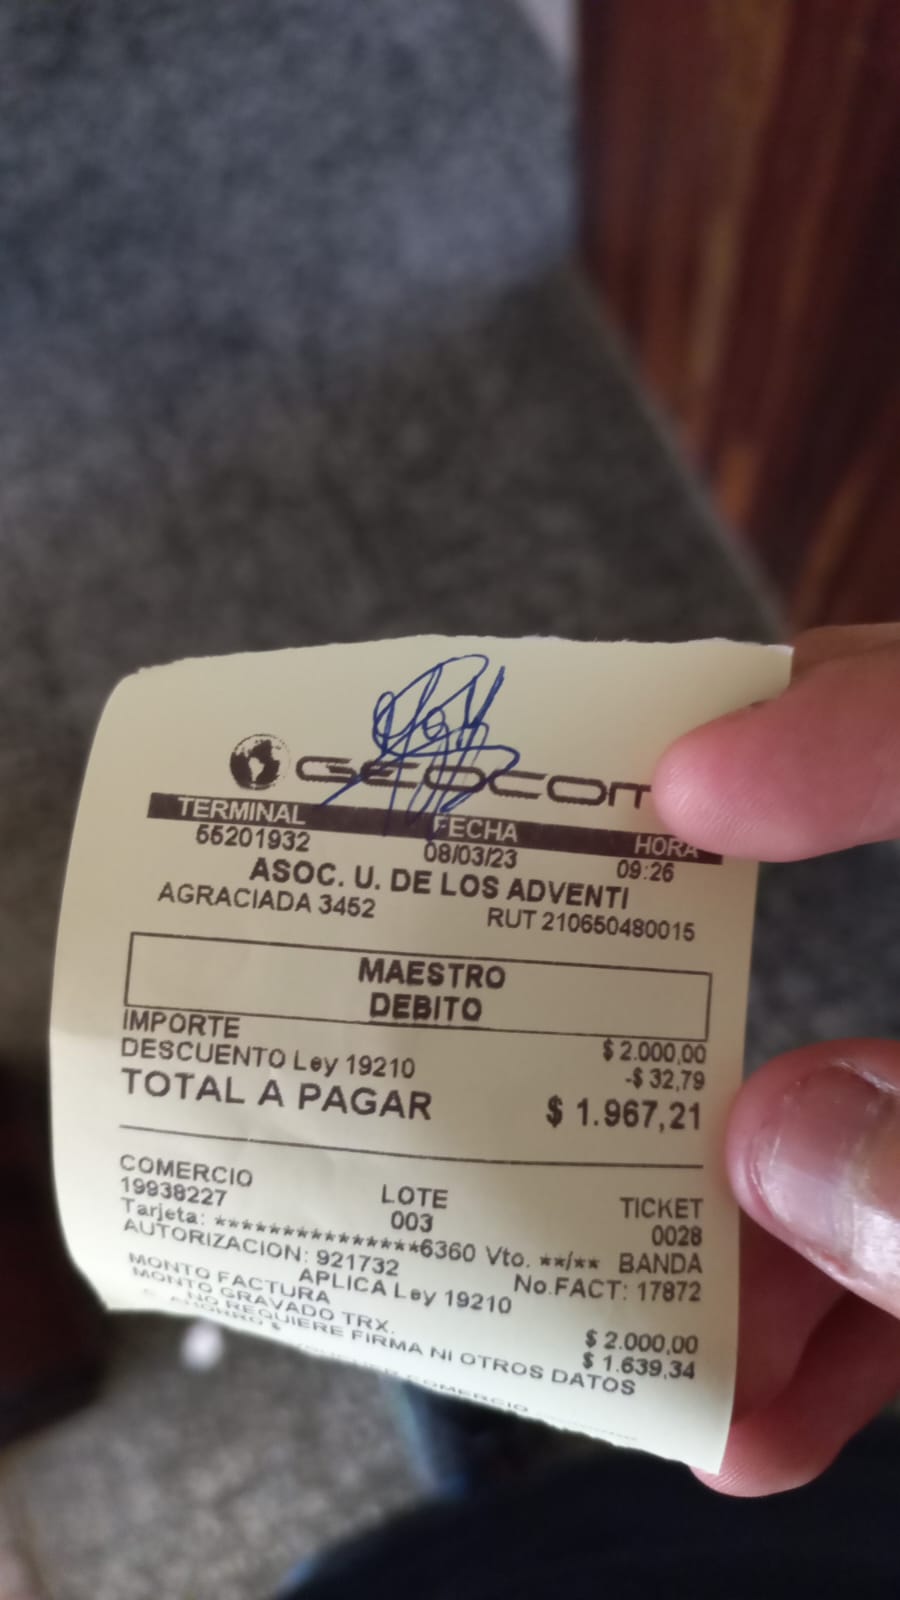 GEOCOM
TERMINAL FECHA HORA
55201932 08/03/23 09:26
ASOC. U. DE LOS ADVENTI
AGRACIADA 3452 RUT 210650480015
MAESTRO
DEBITO
IMPORTE $ 2.000,00
DESCUENTO Ley 19210 -$ 32,79
TOTAL A PAGAR $ 1.967,21
COMERCIO LOTE TICKET
19938227 003 0028
Tarjeta: ***************6360 Vto. **/** BANDA
AUTORIZACION: 921732 No.FACT: 17872
APLICA Ley 19210
MONTO FACTURA $ 2.000,00
MONTO GRAVADO TRX. $ 1.639,34
NO REQUIERE FIRMA NI OTROS DATOS
COMERCIO